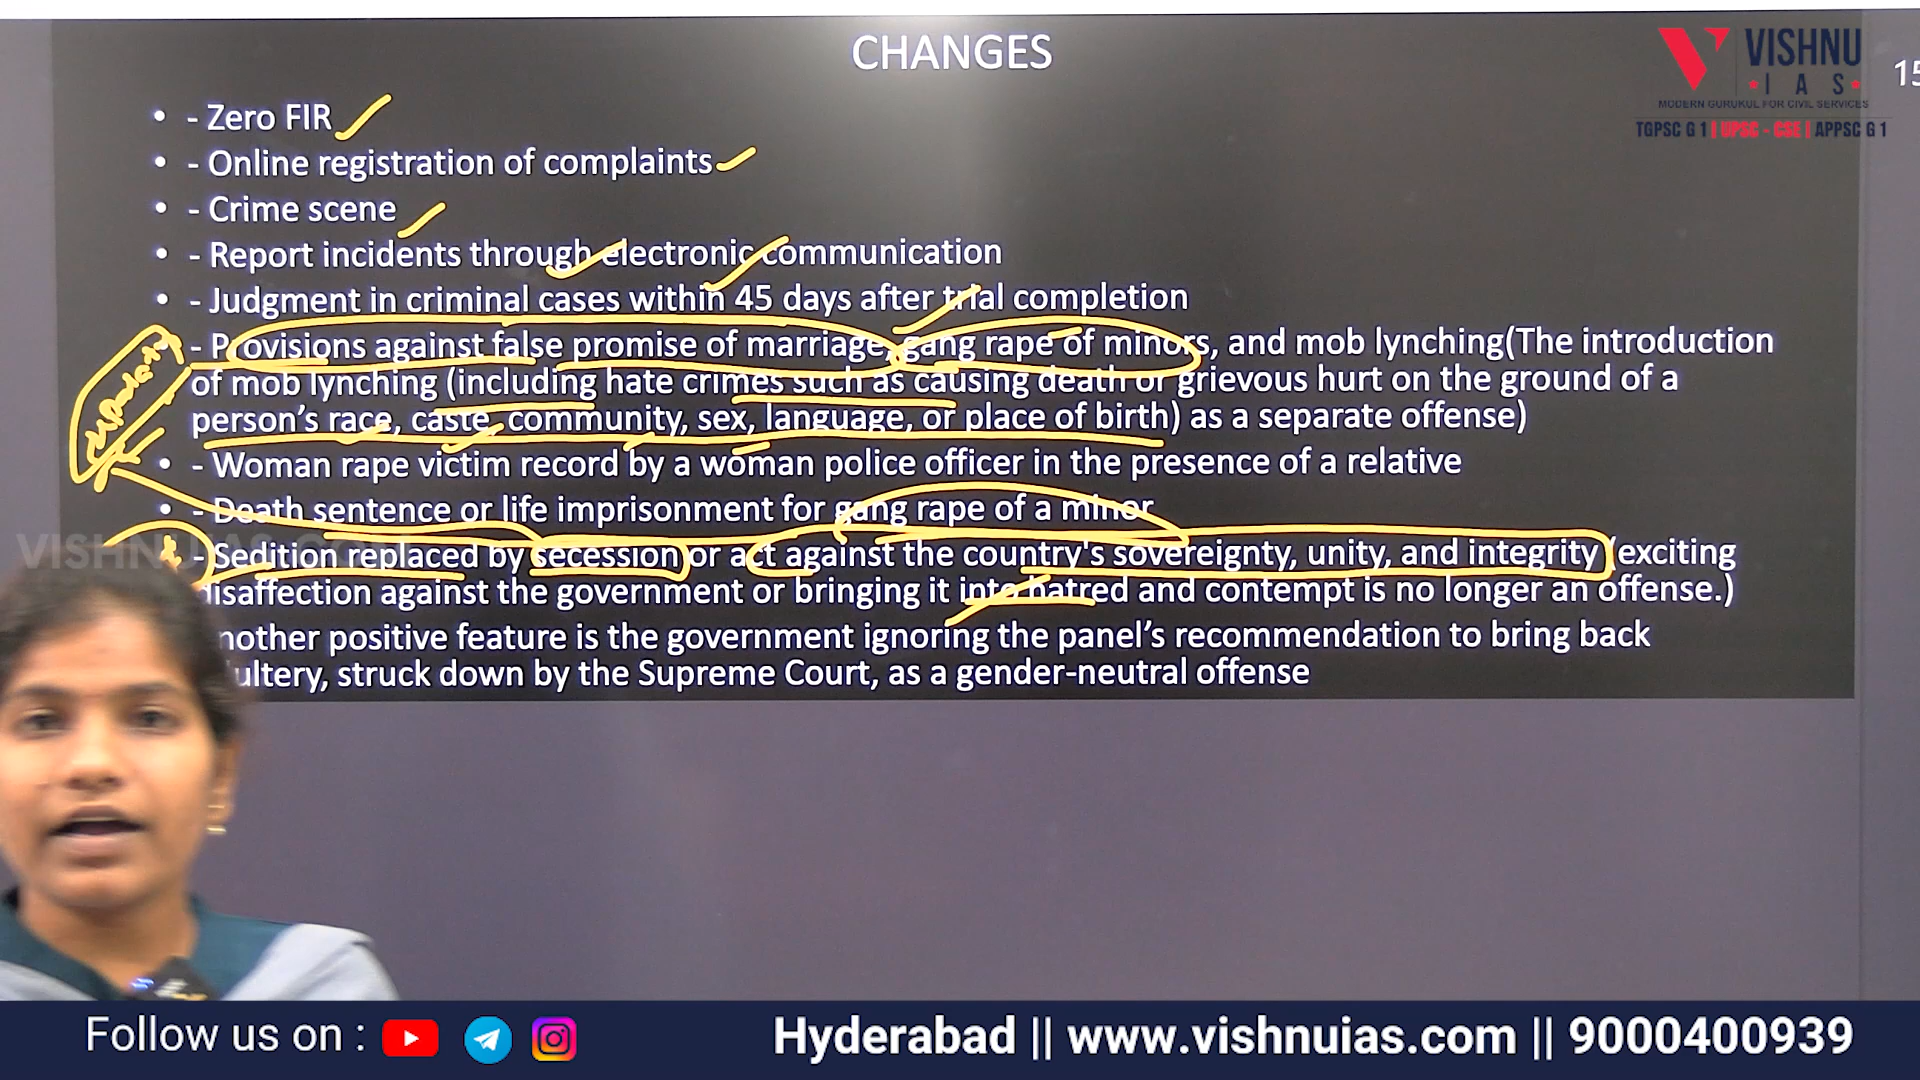 CHANGES
VISHNU
I A S
MODERN GURUKUL FOR CIVIL SERVICES
TGPSC G 1 | UPSC - CSE | APPSC G 1
15
• - Zero FIR
• - Online registration of complaints
• - Crime scene
• - Report incidents through electronic communication
• - Judgment in criminal cases within 45 days after trial completion
- Provisions against false promise of marriage, gang rape of minors, and mob lynching(The introduction
of mob lynching (including hate crimes such as causing death or grievous hurt on the ground of a
person's race, caste, community, sex, language, or place of birth) as a separate offense)
• - Woman rape victim record by a woman police officer in the presence of a relative
• - Death sentence or life imprisonment for gang rape of a minor
- Sedition replaced by secession or act against the country's sovereignty, unity, and integrity (exciting
disaffection against the government or bringing it into hatred and contempt is no longer an offense.)
nother positive feature is the government ignoring the panel's recommendation to bring back
ultery, struck down by the Supreme Court, as a gender-neutral offense
VISHNUIAS.COM
Follow us on :
Hyderabad || www.vishnuias.com || 9000400939